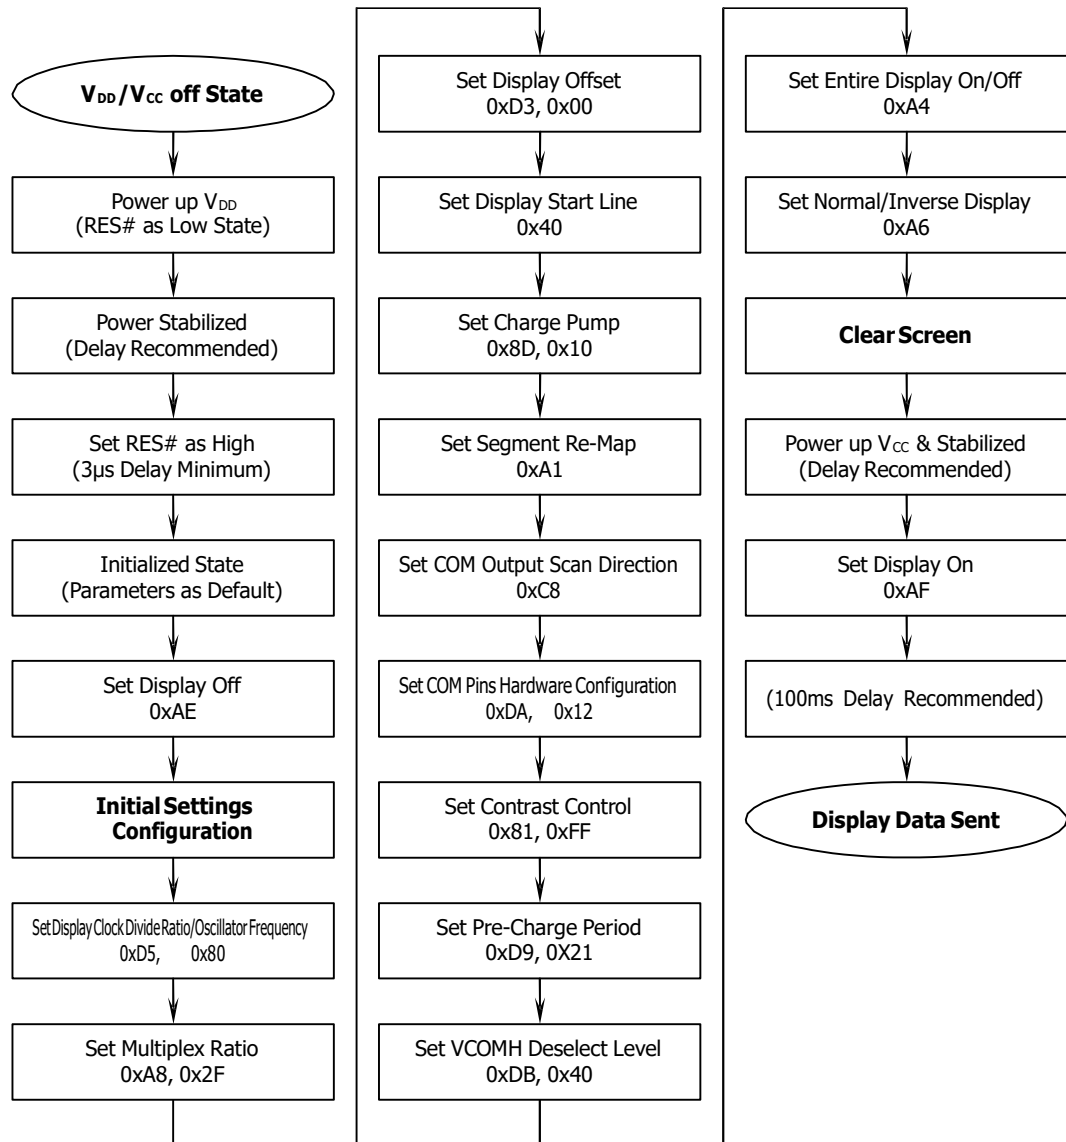 V_DD/V_CC off State
Power up V_DD
(RES# as Low State)
Power Stabilized
(Delay Recommended)
Set RES# as High
(3μs Delay Minimum)
Initialized State
(Parameters as Default)
Set Display Off
0xAE
Initial Settings
Configuration
Set Display Clock Divide Ratio/Oscillator Frequency
0xD5, 0x80
Set Multiplex Ratio
0xA8, 0x2F
Set Display Offset
0xD3, 0x00
Set Display Start Line
0x40
Set Charge Pump
0x8D, 0x10
Set Segment Re-Map
0xA1
Set COM Output Scan Direction
0xC8
Set COM Pins Hardware Configuration
0xDA, 0x12
Set Contrast Control
0x81, 0xFF
Set Pre-Charge Period
0xD9, 0X21
Set VCOMH Deselect Level
0xDB, 0x40
Set Entire Display On/Off
0xA4
Set Normal/Inverse Display
0xA6
Clear Screen
Power up V_CC & Stabilized
(Delay Recommended)
Set Display On
0xAF
(100ms Delay Recommended)
Display Data Sent